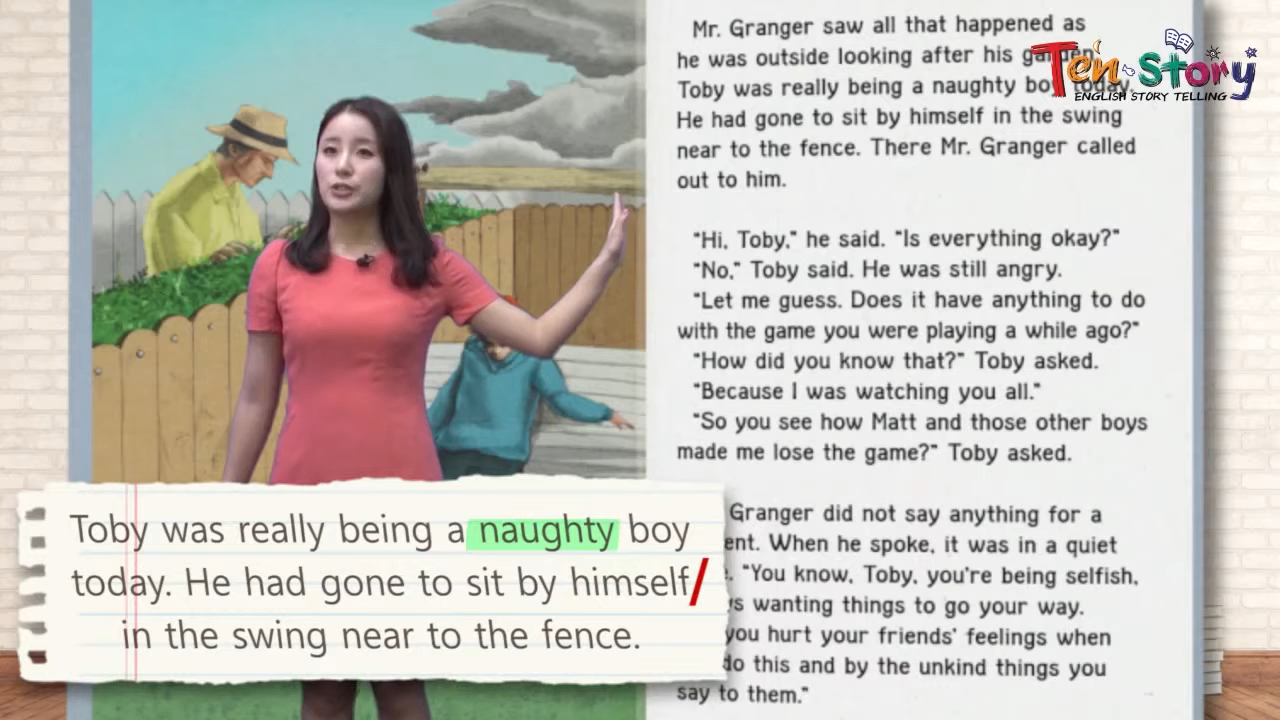 Mr. Granger saw all that happened as
he was outside looking after his garden.
Toby was really being a naughty boy today.
He had gone to sit by himself in the swing
near to the fence. There Mr. Granger called
out to him.
"Hi, Toby," he said. "Is everything okay?"
"No," Toby said. He was still angry.
"Let me guess. Does it have anything to do
with the game you were playing a while ago?"
"How did you know that?" Toby asked.
"Because I was watching you all."
"So you see how Matt and those other boys
made me lose the game?" Toby asked.
Granger did not say anything for a
When he spoke, it was in a quiet
"You know, Toby, you're being selfish,
wanting things to go your way.
you hurt your friends' feelings when
do this and by the unkind things you
say to them."
Ten Story
ENGLISH STORY TELLING
Toby was really being a naughty boy
today. He had gone to sit by himself/
in the swing near to the fence.